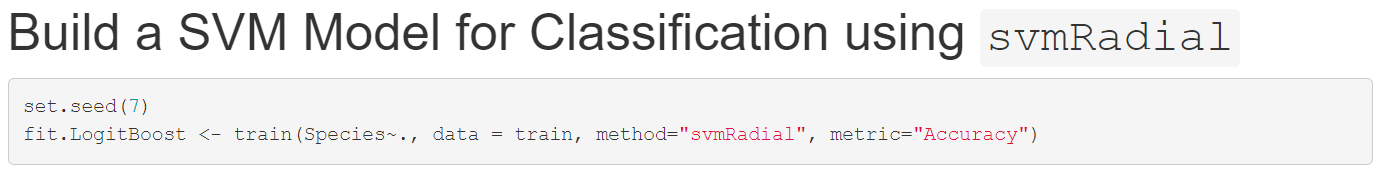 Build a SVM Model for Classification using svmRadial
set.seed(7)
fit.LogitBoost <- train(Species~., data = train, method="svmRadial", metric="Accuracy")